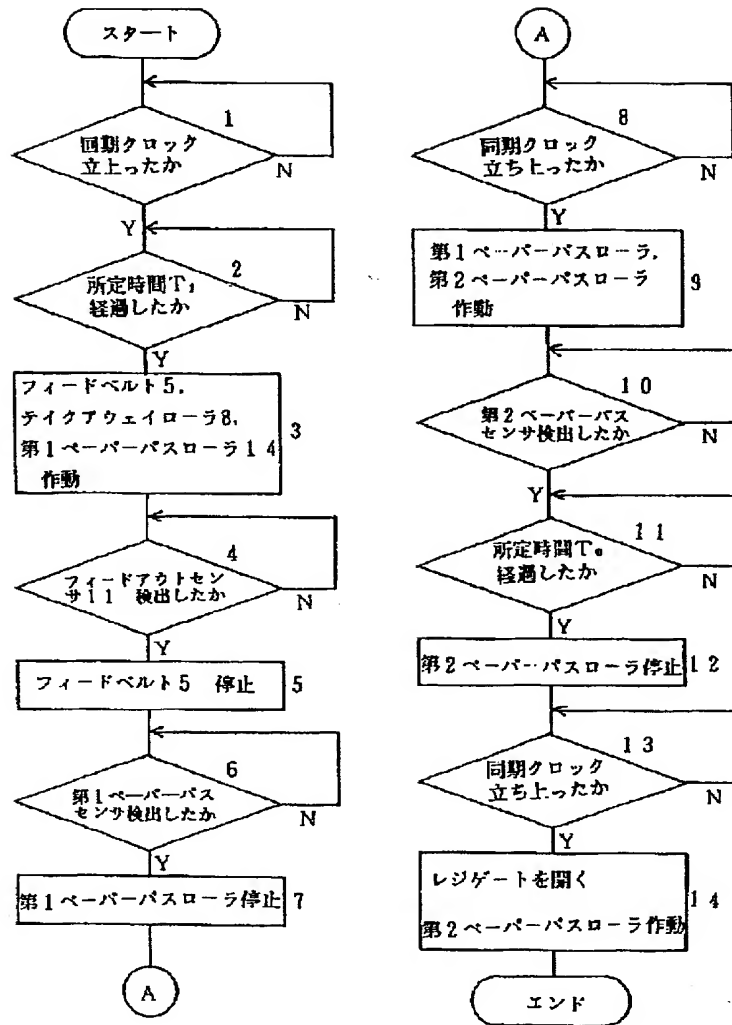 スタート
1
同期クロック
立上ったか
N
Y
2
所定時間T₁
経過したか
N
Y
フィードベルト5,
テイクアウェイローラ8,
第1ペーパーパスローラ14
作動
3
4
フィードアウトセン
サ11 検出したか
N
Y
フィードベルト5 停止
5
6
第1ペーパーパス
センサ検出したか
N
Y
第1ペーパーパスローラ停止
7
A
A
8
同期クロック
立ち上ったか
N
Y
第1ペーパーパスローラ,
第2ペーパーパスローラ
作動
9
10
第2ペーパーパス
センサ検出したか
N
Y
11
所定時間T
経過したか
N
Y
第2ペーパーパスローラ停止
12
13
同期クロック
立ち上ったか
N
Y
レジゲートを開く
第2ペーパーパスローラ作動
14
エンド